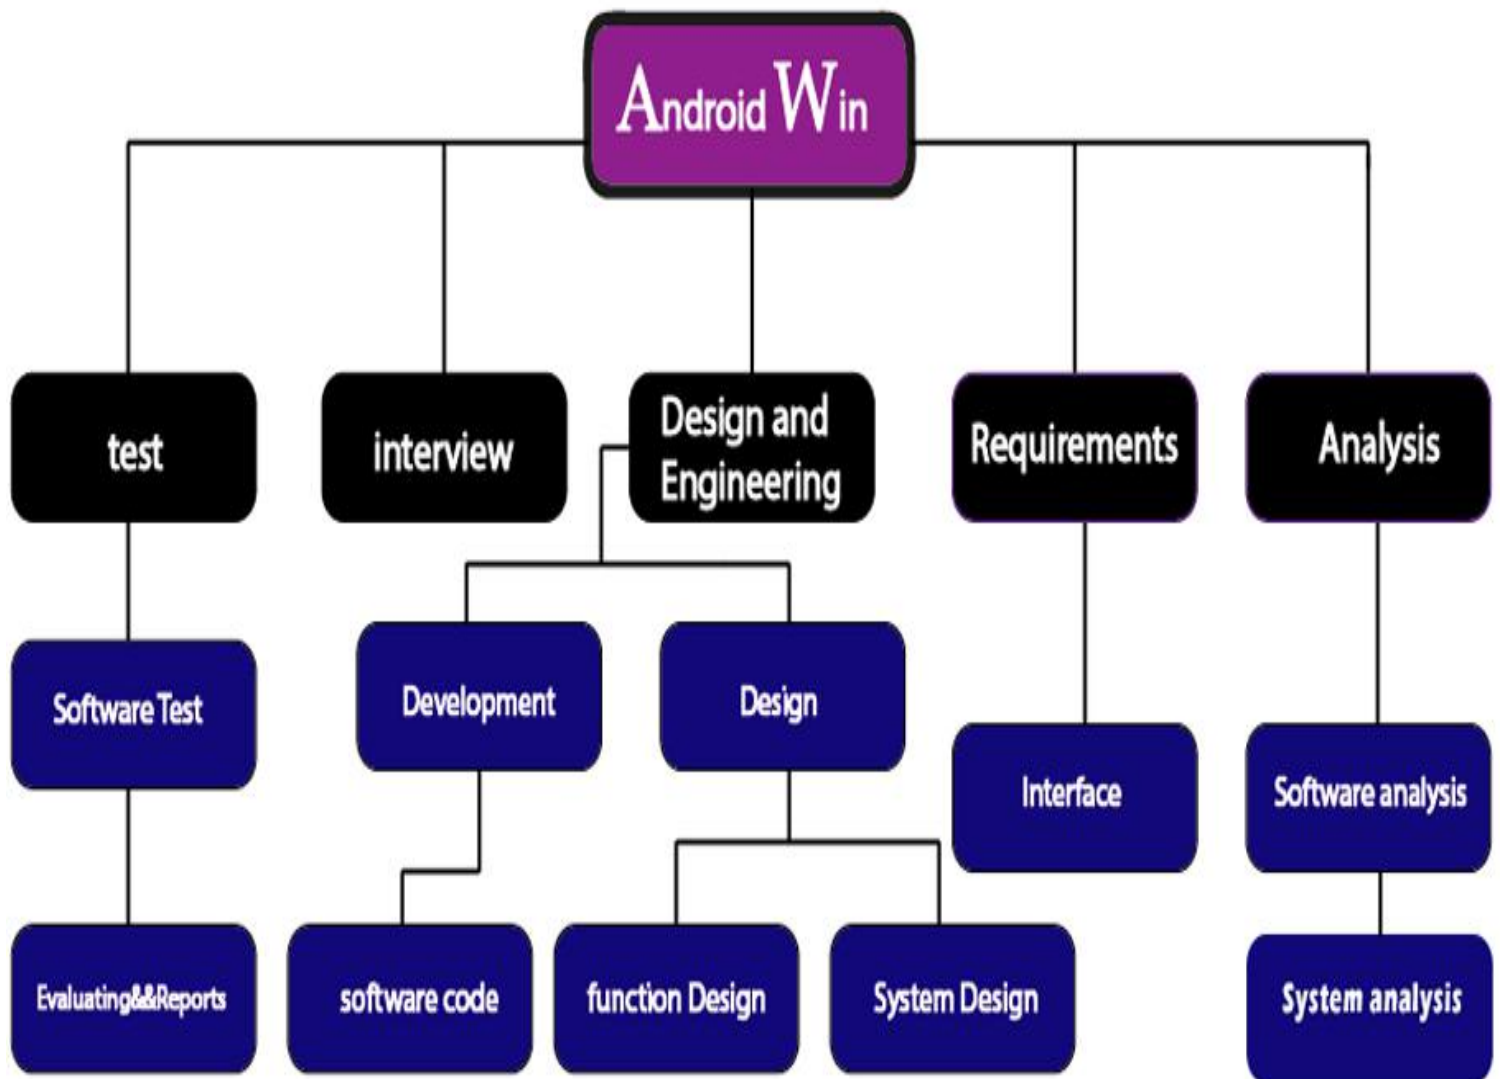 Android Win
test
interview
Design and
Engineering
Requirements
Analysis
Software Test
Development
Design
Interface
Software analysis
Evaluating&&Reports
software code
function Design
System Design
System analysis